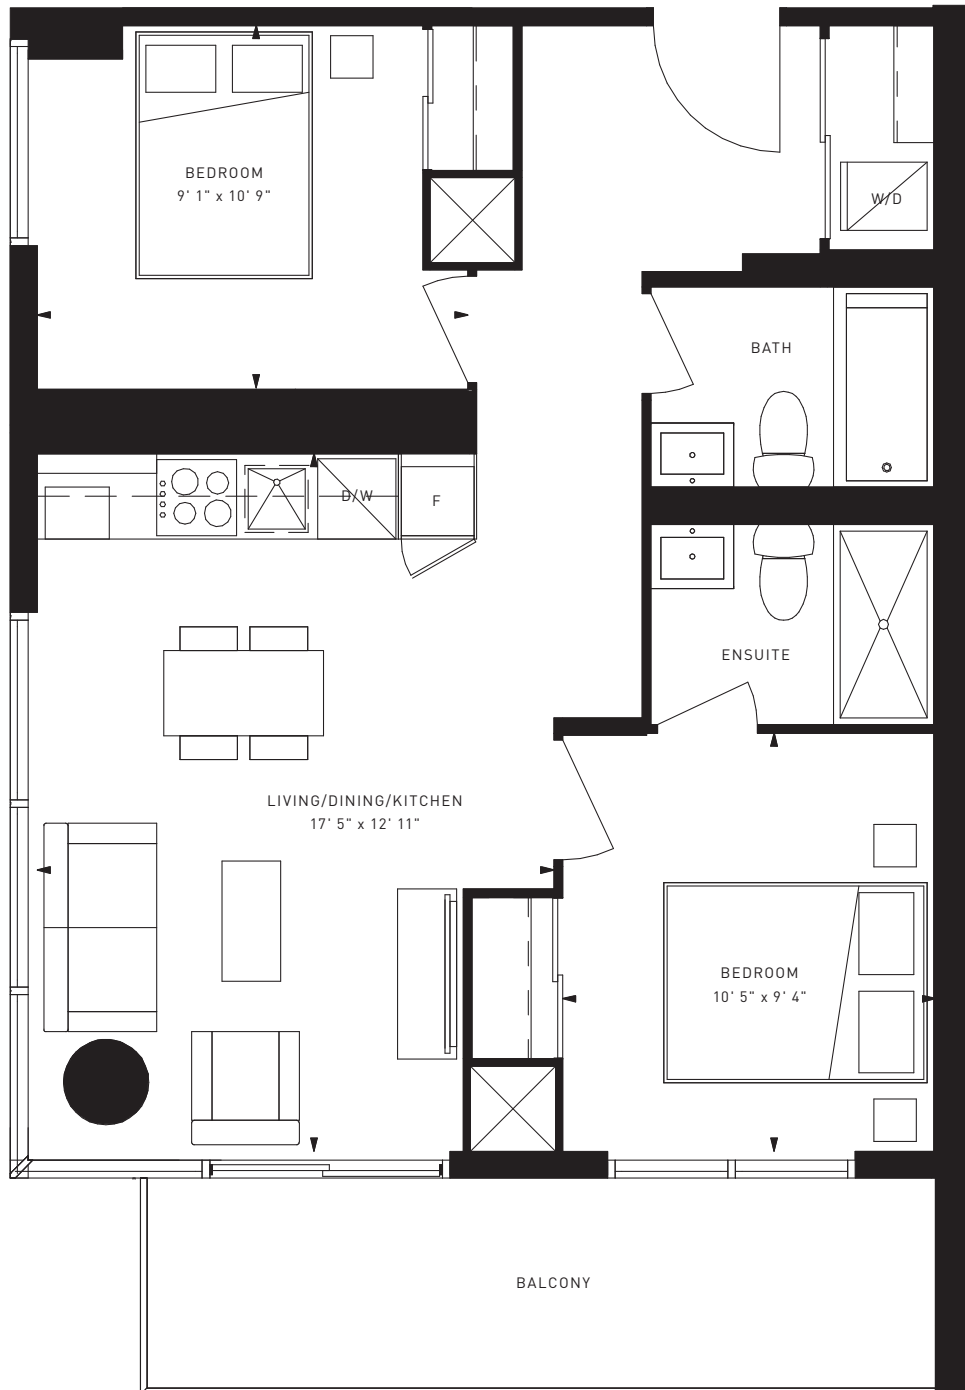 BEDROOM
9' 1" x 10' 9"
W/D
BATH
D/W
F
ENSUITE
LIVING/DINING/KITCHEN
17' 5" x 12' 11"
BEDROOM
10' 5" x 9' 4"
BALCONY